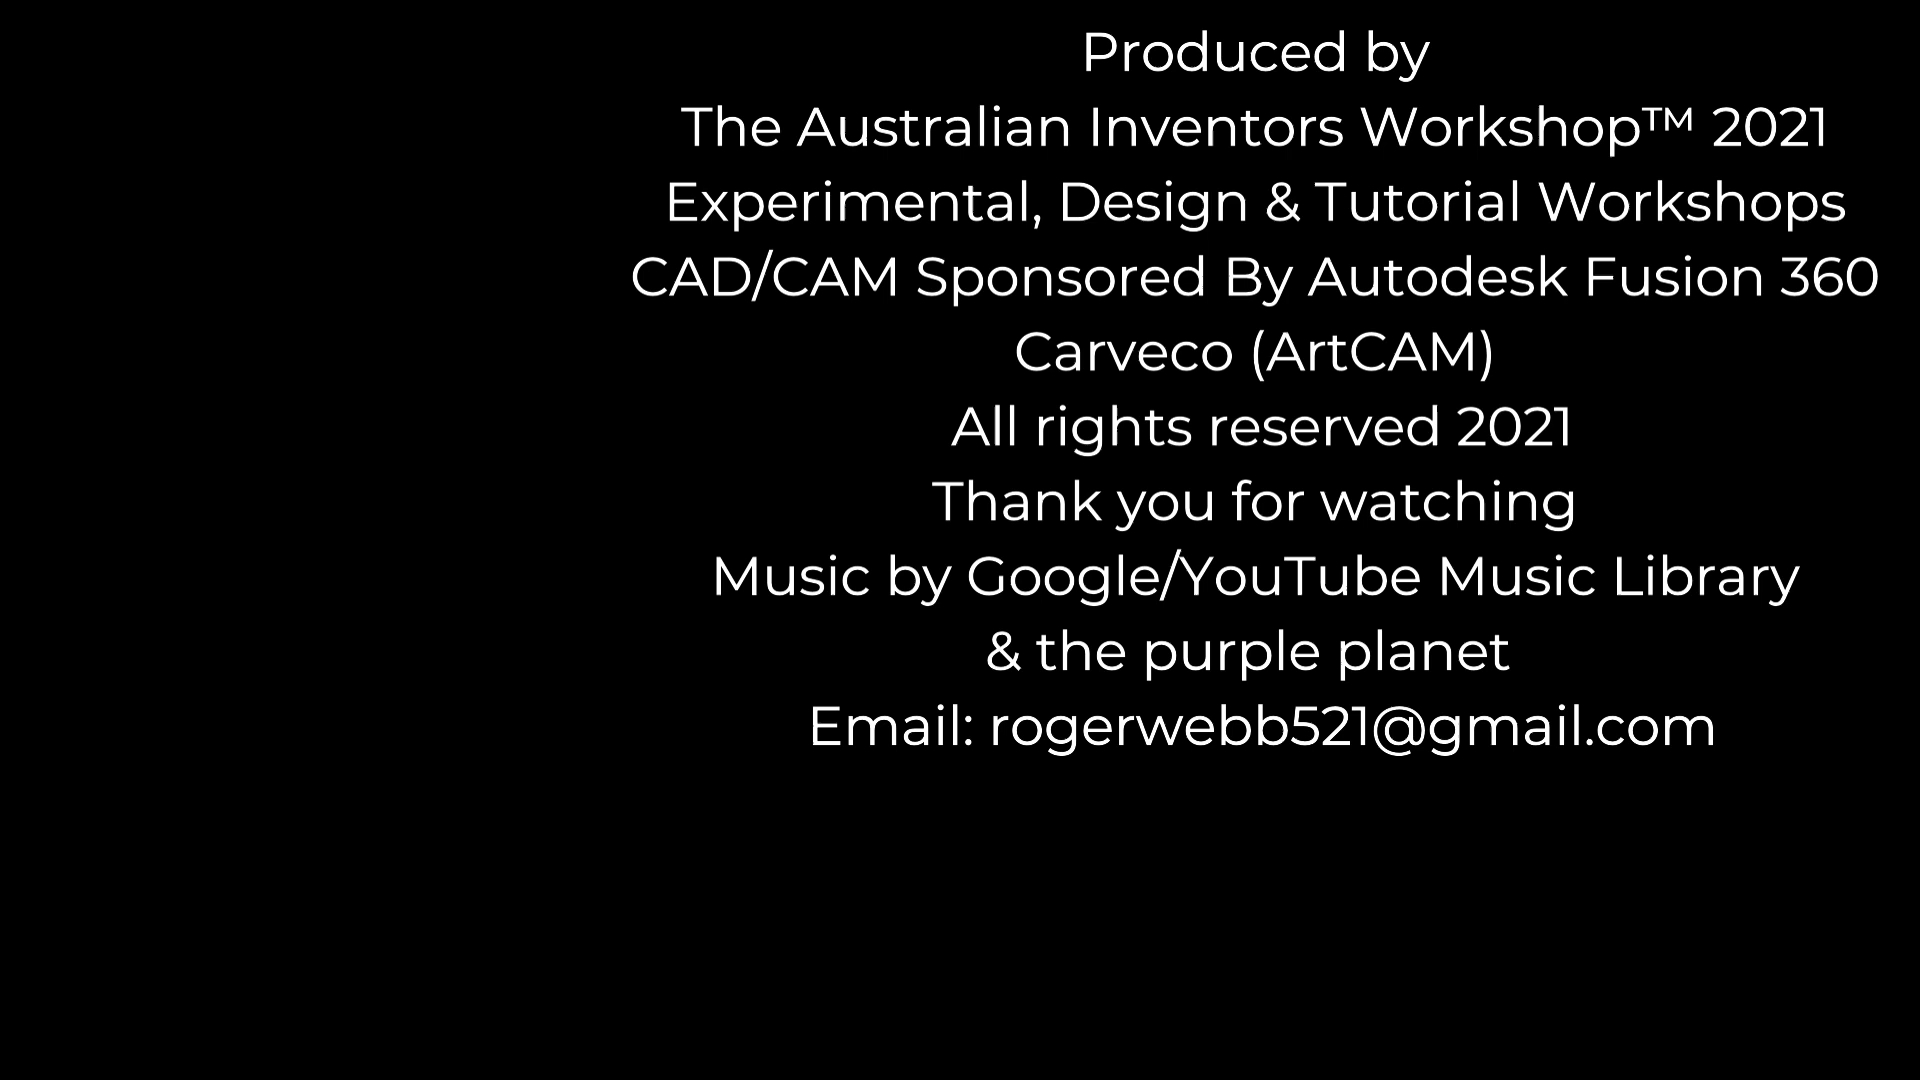 Produced by
The Australian Inventors Workshop™ 2021
Experimental, Design & Tutorial Workshops
CAD/CAM Sponsored By Autodesk Fusion 360
Carveco (ArtCAM)
All rights reserved 2021
Thank you for watching
Music by Google/YouTube Music Library
& the purple planet
Email: rogerwebb521@gmail.com